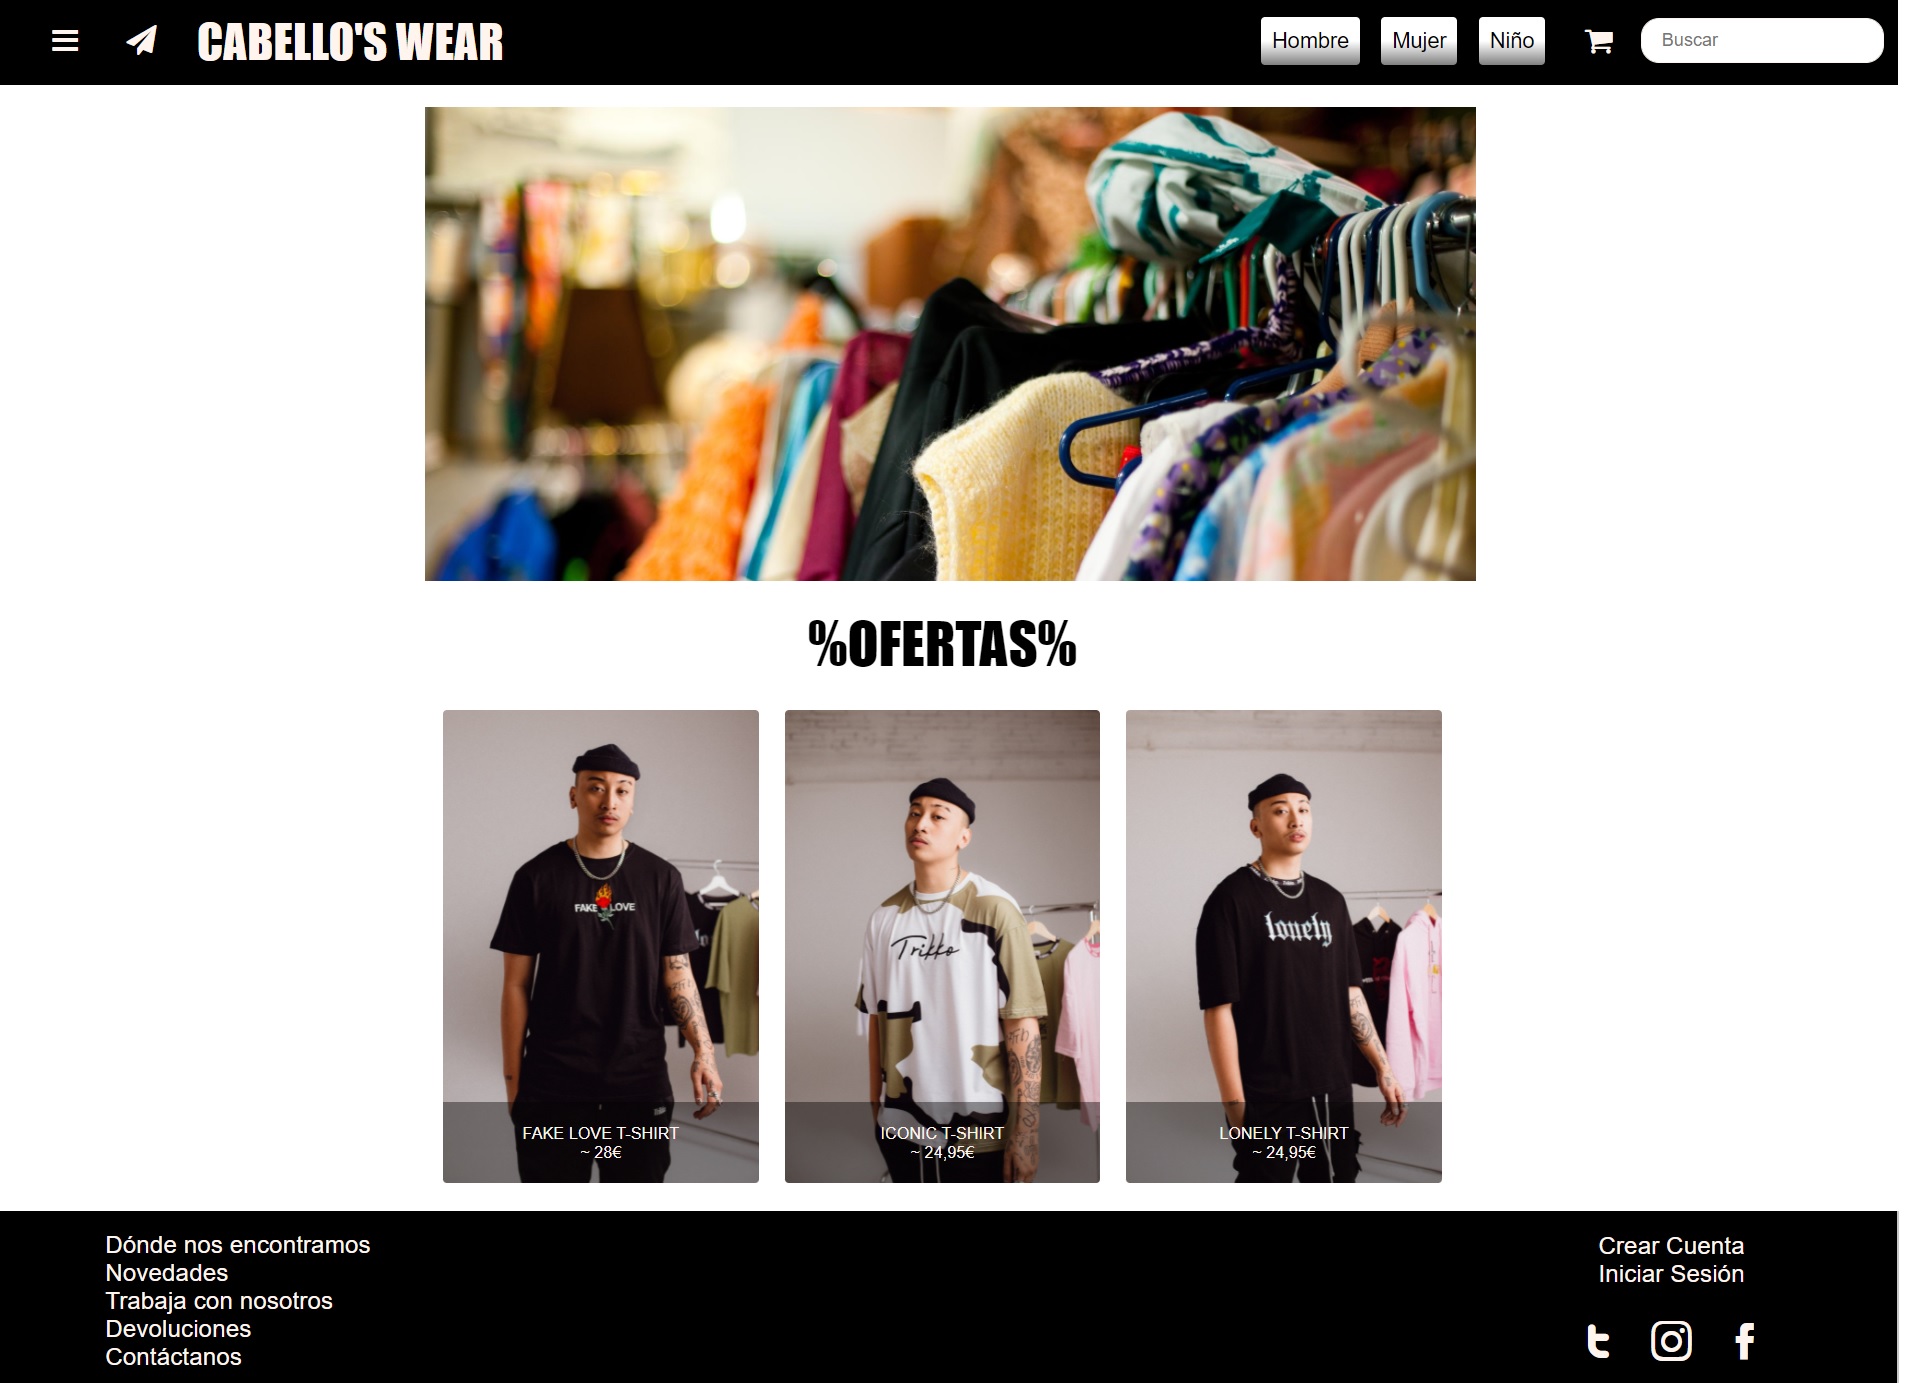 CABELLO'S WEAR
Hombre
Mujer
Niño
Buscar
%OFERTAS%
FAKE LOVE
Trikko
lonely
FAKE LOVE T-SHIRT
~ 28€
ICONIC T-SHIRT
~ 24,95€
LONELY T-SHIRT
~ 24,95€
Dónde nos encontramos
Novedades
Trabaja con nosotros
Devoluciones
Contáctanos
Crear Cuenta
Iniciar Sesión